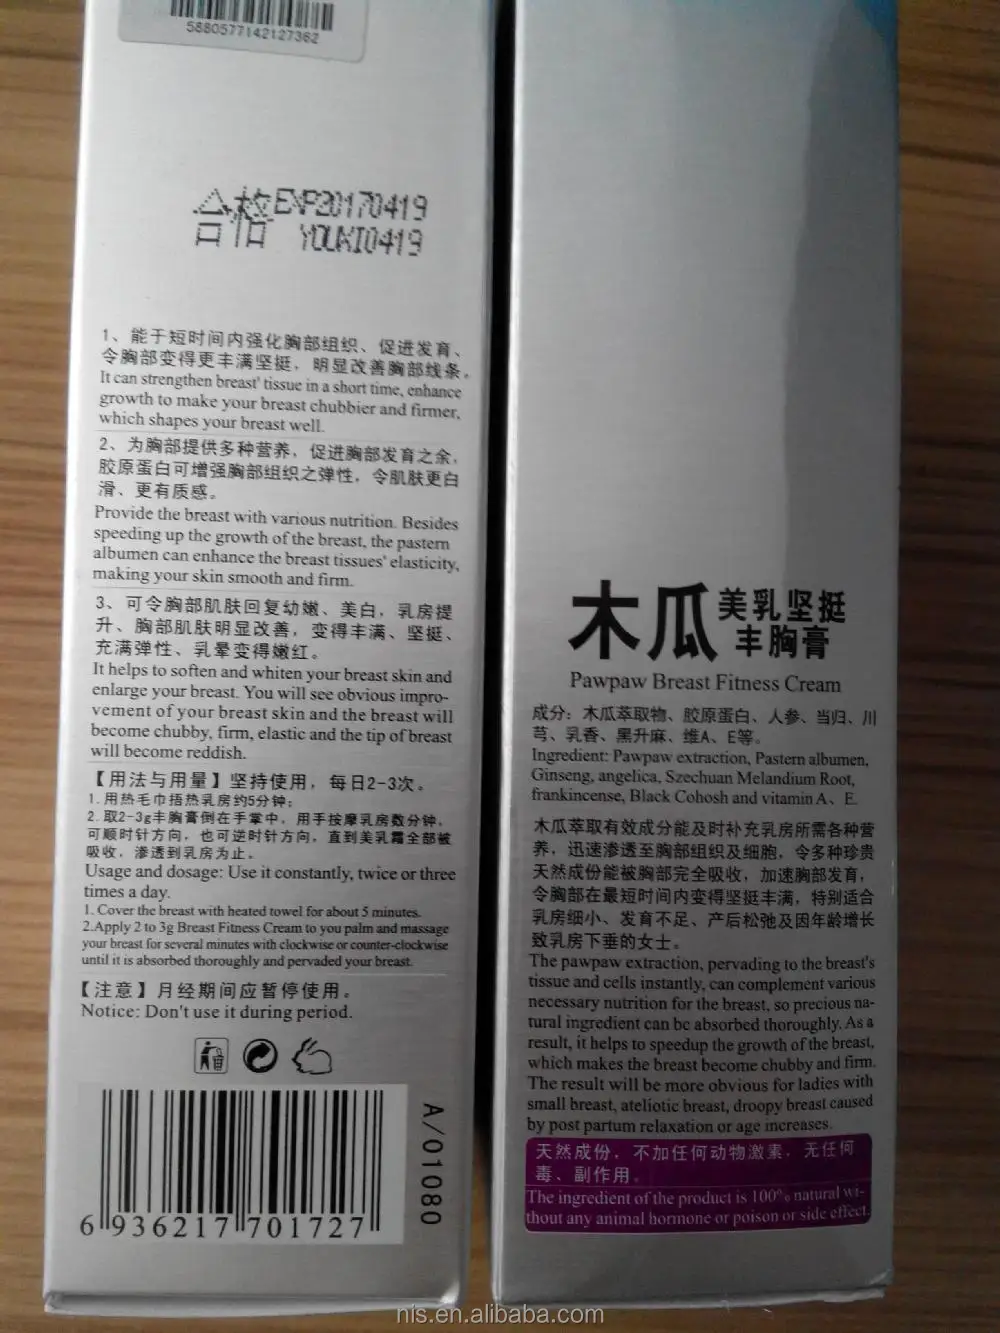 5880577142127362
合格 EXP20170419
YOUKI0419
1、能于短时间内强化胸部组织、促进发育、
令胸部变得更丰满坚挺，明显改善胸部线条。
It can strengthen breast' tissue in a short time, enhance
growth to make your breast chubbier and firmer,
which shapes your breast well.
2、为胸部提供多种营养，促进胸部发育之余，
胶原蛋白可增强胸部组织之弹性，令肌肤更白
滑、更有质感。
Provide the breast with various nutrition. Besides
speeding up the growth of the breast, the pastern
albumen can enhance the breast tissues' elasticity,
making your skin smooth and firm.
3、可令胸部肌肤回复幼嫩、美白，乳房提
升、胸部肌肤明显改善，变得丰满、坚挺、
充满弹性、乳晕变得嫩红。
It helps to soften and whiten your breast skin and
enlarge your breast. You will see obvious impro-
vement of your breast skin and the breast will
become chubby, firm, elastic and the tip of breast
will become reddish.
【用法与用量】坚持使用，每日2-3次。
1. 用热毛巾捂热乳房约5分钟；
2. 取2-3g丰胸膏倒在手掌中，用手按摩乳房数分钟，
可顺时针方向，也可逆时针方向，直到美乳霜全部被
吸收，渗透到乳房为止。
Usage and dosage: Use it constantly, twice or three
times a day.
1. Cover the breast with heated towel for about 5 minutes.
2.Apply 2 to 3g Breast Fitness Cream to you palm and massage
your breast for several minutes with clockwise or counter-clockwise
until it is absorbed thoroughly and pervaded your breast.
【注意】月经期间应暂停使用。
Notice: Don't use it during period.
A/01080
6 936217 701727
木瓜 美乳坚挺
丰胸膏
Pawpaw Breast Fitness Cream
成分：木瓜萃取物、胶原蛋白、人参、当归、川
芎、乳香、黑升麻、维A、E等。
Ingredient: Pawpaw extraction, Pastern albumen,
Ginseng, angelica, Szechuan Melandium Root,
frankincense, Black Cohosh and vitamin A、E.
木瓜萃取有效成分能及时补充乳房所需各种营
养，迅速渗透至胸部组织及细胞，令多种珍贵
天然成份能被胸部完全吸收，加速胸部发育，
令胸部在最短时间内变得坚挺丰满，特别适合
乳房细小、发育不足、产后松弛及因年龄增长
致乳房下垂的女士。
The pawpaw extraction, pervading to the breast's
tissue and cells instantly, can complement various
necessary nutrition for the breast, so precious na-
tural ingredient can be absorbed thoroughly. As a
result, it helps to speedup the growth of the breast,
which makes the breast become chubby and firm.
The result will be more obvious for ladies with
small breast, ateliotic breast, droopy breast caused
by post partum relaxation or age increases.
天然成份，不加任何动物激素，无任何
毒、副作用。
The ingredient of the product is 100% natural wi-
thout any animal hormone or poison or side effect.
nls.en.alibaba.com